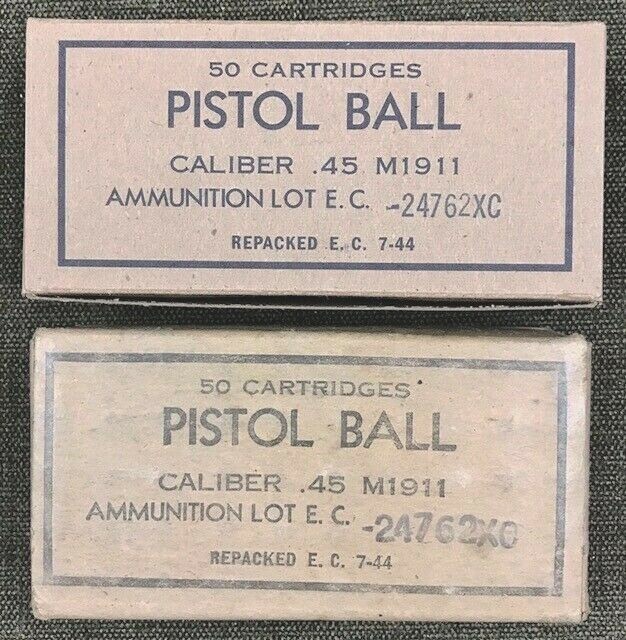 50 CARTRIDGES
PISTOL BALL
CALIBER .45 M1911
AMMUNITION LOT E. C. -24762XC
REPACKED E. C. 7-44
50 CARTRIDGES
PISTOL BALL
CALIBER .45 M1911
AMMUNITION LOT E. C. -24762XC
REPACKED E. C. 7-44